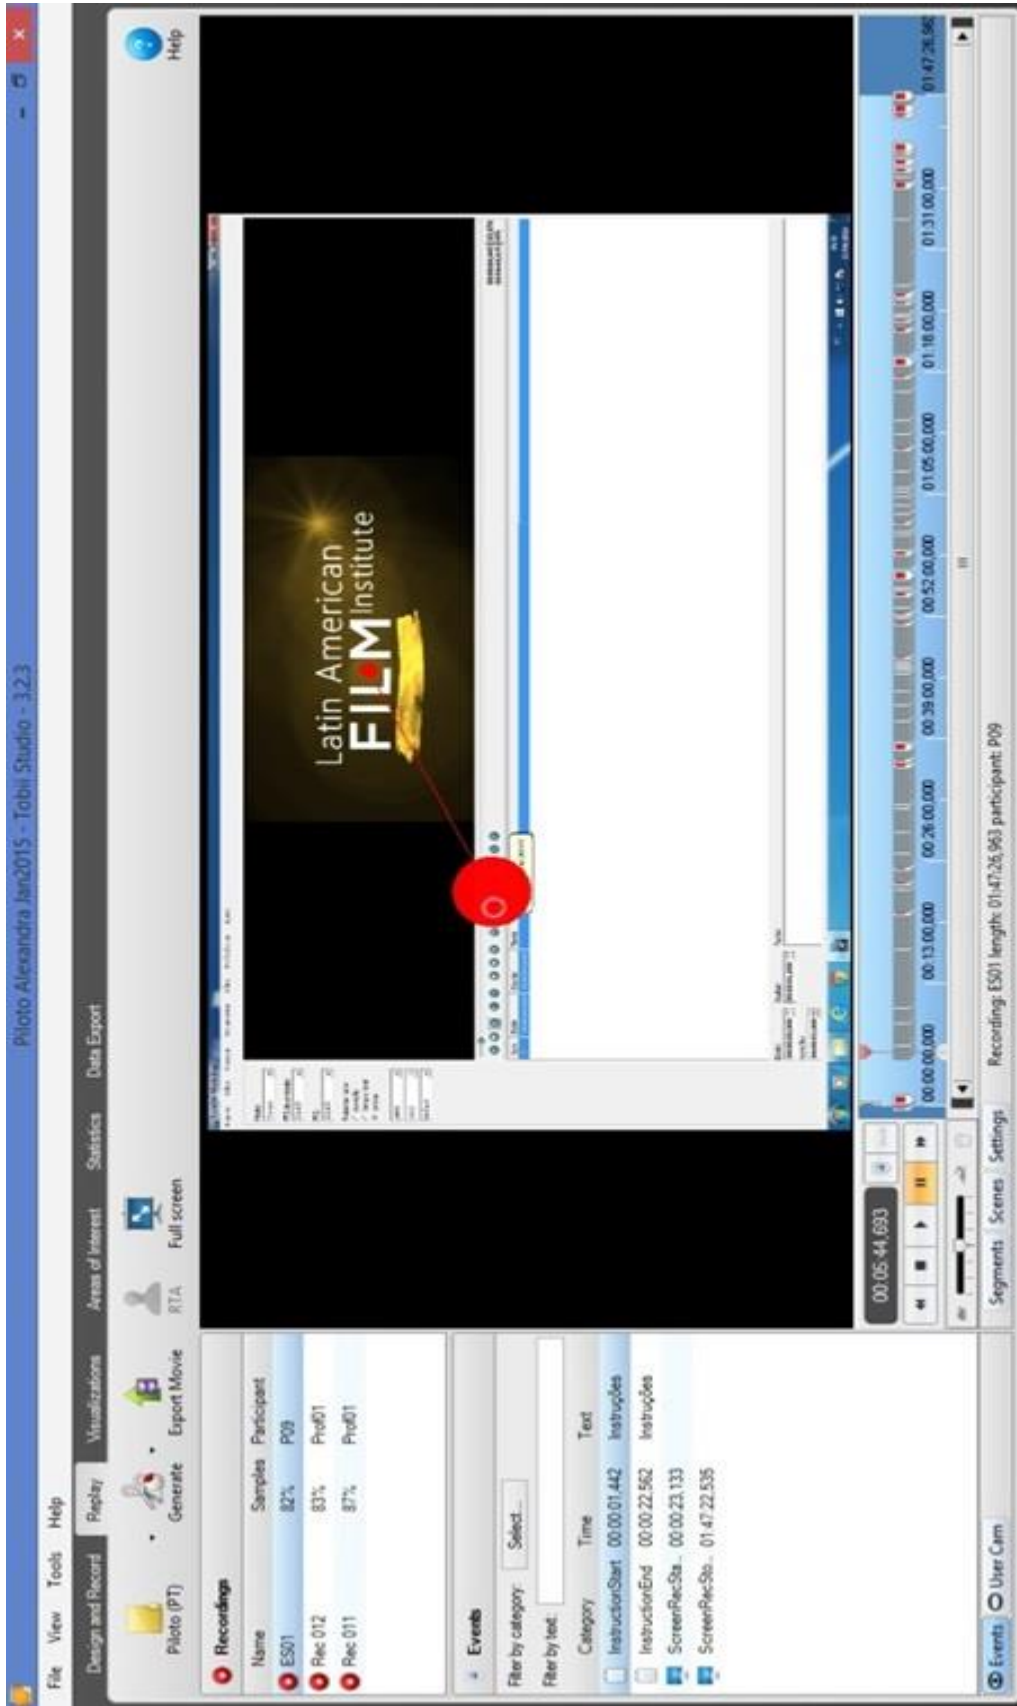 Piloto Alexandra Jan2015 - Tobii Studio - 3.2.3
File View Tools Help
Design and Record Replay Visualizations Areas of Interest Statistics Data Export
Piloto (PT) Generate Export Movie RTA Full screen Help
Recordings
Name Samples Participant
ES01 82% P09
Rec 012 83% Prof01
Rec 011 87% Prof01
Latin American
FILM Institute
Events
Filter by category: Select...
Filter by text:
Category Time Text
InstructionStart 00:00:01,442 Instruções
InstructionEnd 00:00:22,562 Instruções
ScreenRecSta... 00:00:23,133
ScreenRecSto... 01:47:22,535
00:05:44,693
00:00:00,000 00:13:00,000 00:26:00,000 00:39:00,000 00:52:00,000 01:05:00,000 01:18:00,000 01:31:00,000 01:47:26,963
Events User Cam Segments Scenes Settings Recording: ES01 length: 01:47:26,963 participant: P09